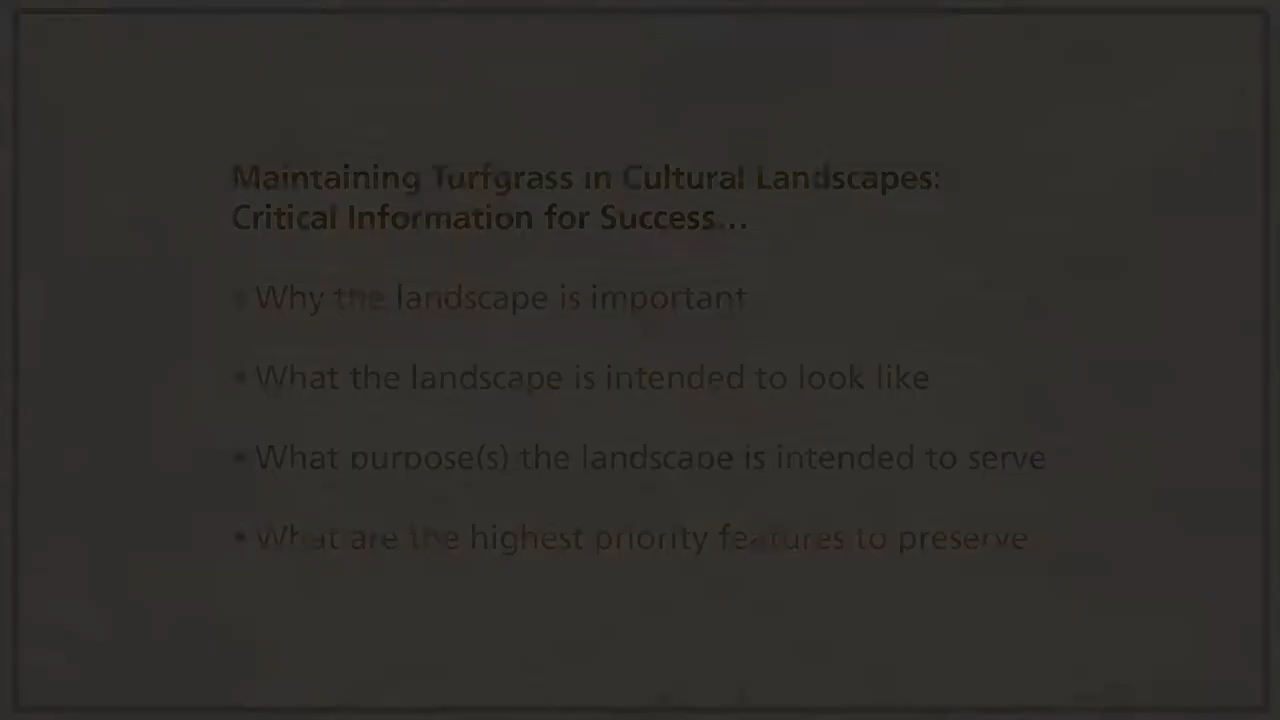 Maintaining Turfgrass in Cultural Landscapes:
Critical Information for Success...
• Why the landscape is important
• What the landscape is intended to look like
• What purpose(s) the landscape is intended to serve
• What are the highest priority features to preserve